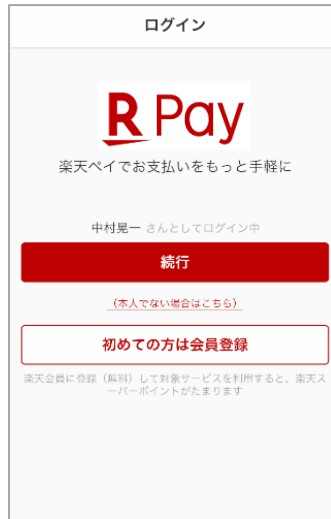 ログイン
R Pay
楽天ペイでお支払いをもっと手軽に
中村晃一 さんとしてログイン中
続行
(本人でない場合はこちら)
初めての方は会員登録
楽天会員に登録（無料）して対象サービスを利用すると、楽天ス
ーパーポイントがたまります